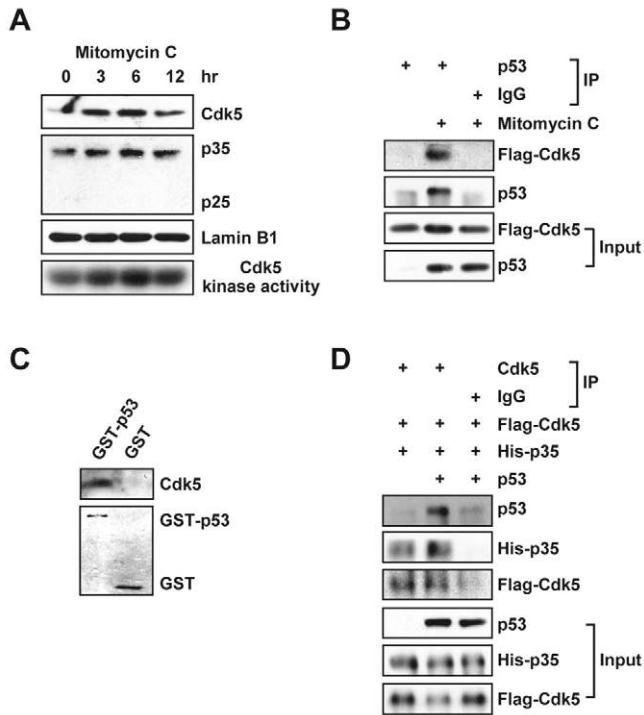 A
Mitomycin C
0 3 6 12 hr
Cdk5
p35
p25
Lamin B1
Cdk5
kinase activity
B
+ + p53
+ IgG
IP
+ + Mitomycin C
Flag-Cdk5
p53
Flag-Cdk5
p53
Input
C
GST-p53
GST
Cdk5
GST-p53
GST
D
+ + Cdk5
+ IgG
IP
+ + + Flag-Cdk5
+ + + His-p35
+ + p53
p53
His-p35
Flag-Cdk5
p53
His-p35
Flag-Cdk5
Input